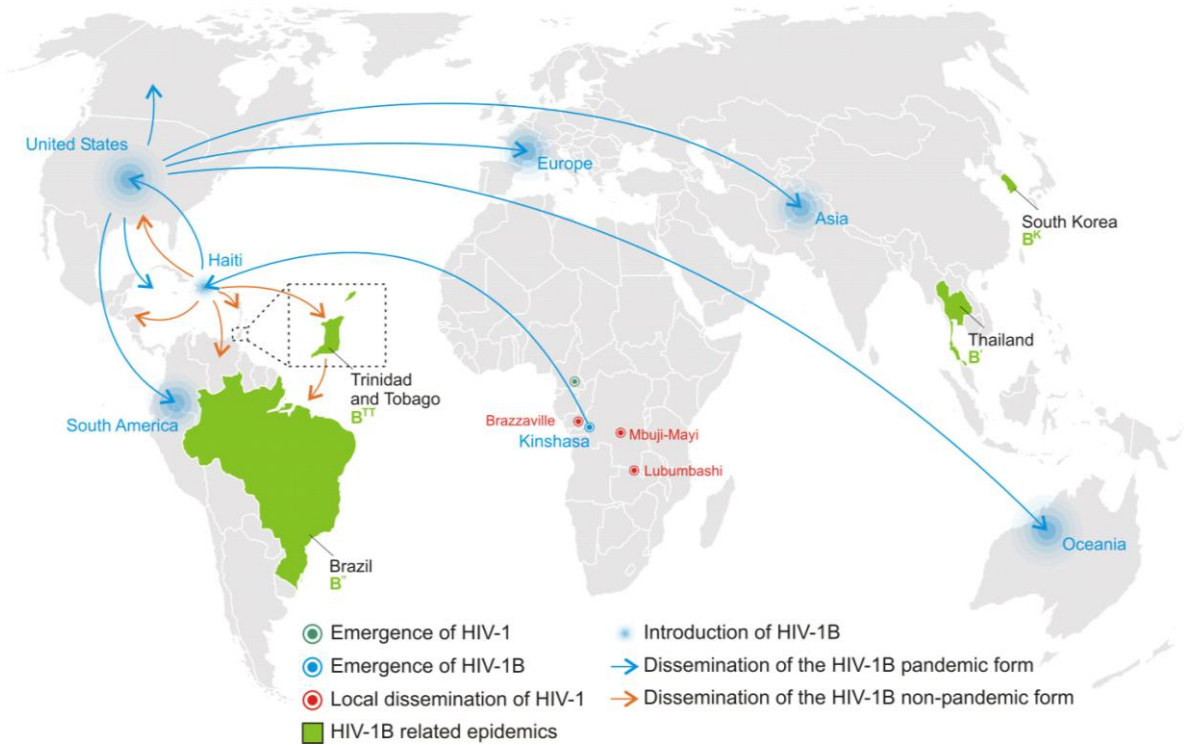 United States
Europe
Asia
South Korea
B^K
Haiti
Thailand
B'
Trinidad
and Tobago
B^TT
South America
Brazzaville
Kinshasa
Mbuji-Mayi
Lubumbashi
Oceania
Brazil
B"
Emergence of HIV-1
Emergence of HIV-1B
Local dissemination of HIV-1
HIV-1B related epidemics
Introduction of HIV-1B
Dissemination of the HIV-1B pandemic form
Dissemination of the HIV-1B non-pandemic form